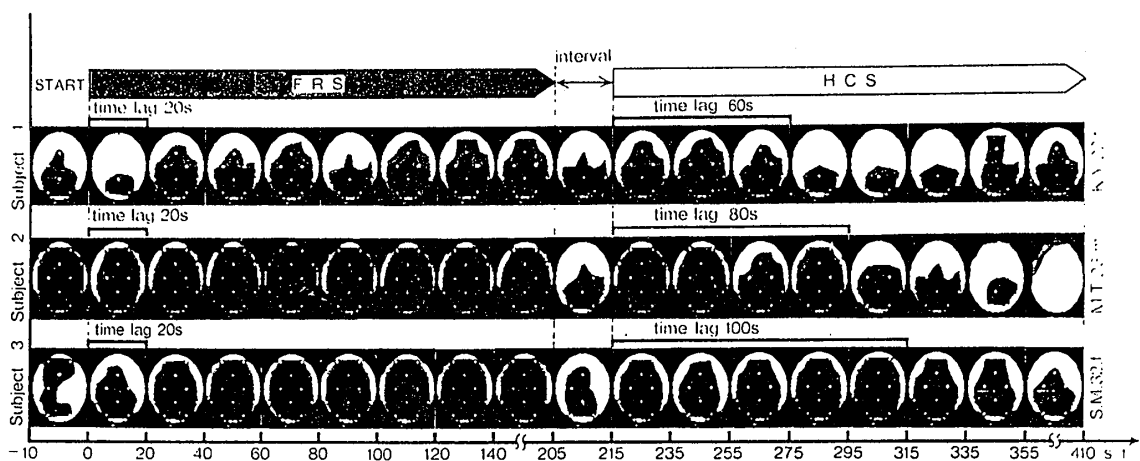 interval
START
F R S
H C S
time lag 20s
time lag 60s
Subject 1
time lag 20s
time lag 80s
Subject 2
time lag 20s
time lag 100s
Subject 3
S.M.32.f
-10 0 20 40 60 80 100 120 140 205 215 235 255 275 295 315 335 355 410 s t